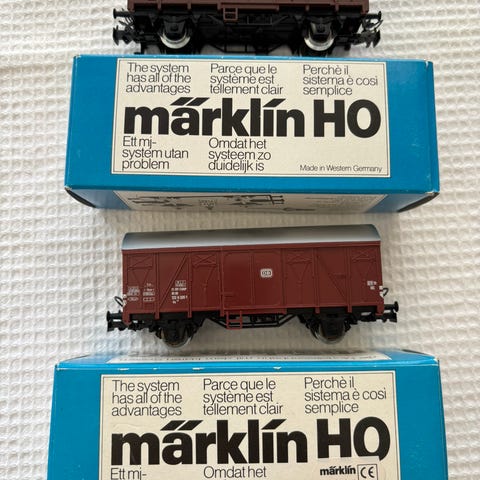 The system
has all of the
advantages
Parce que le
système est
tellement clair
Perchè il
sistema è così
semplice
märklin HO
Ett mj-
system utan
problem
Omdat het
systeem zo
duidelijk is
Made in Western Germany
DB
The system
has all of the
advantages
Parce que le
système est
tellement clair
Perchè il
sistema è così
semplice
märklin HO
Ett mj-
Omdat het
märklin CE